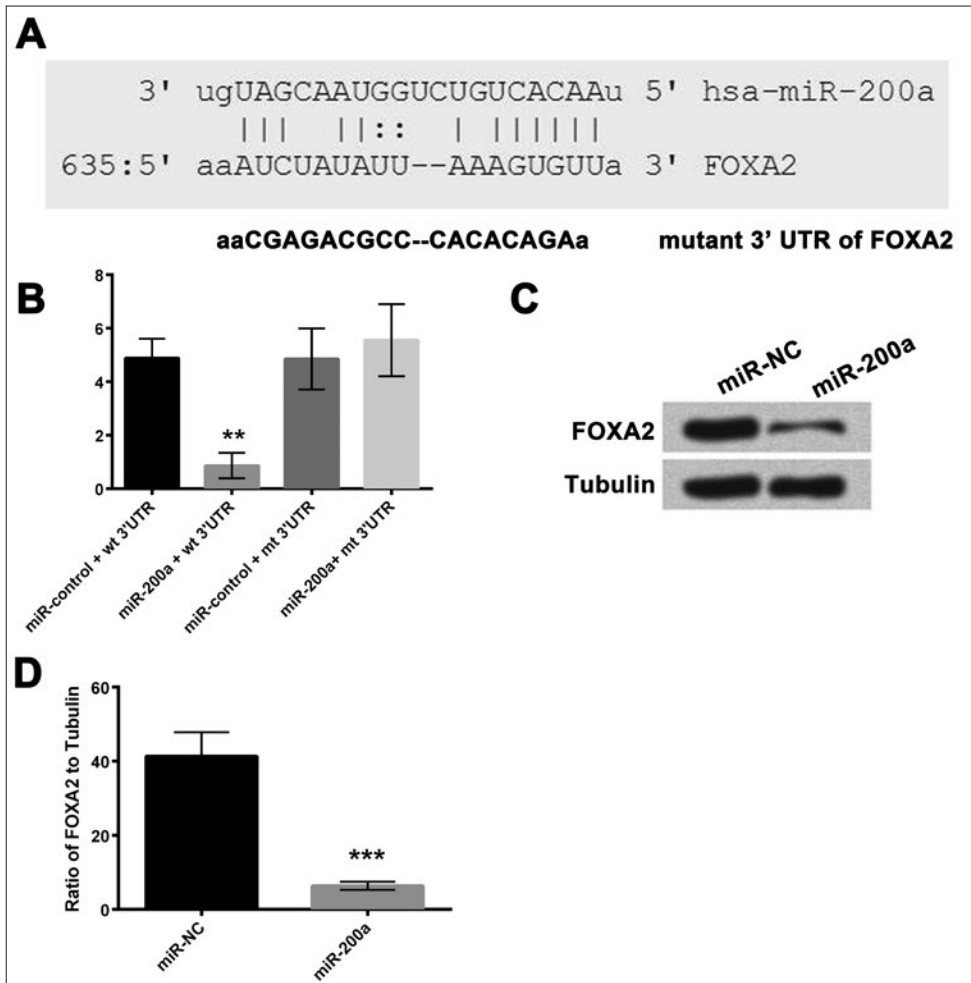 A
3' ugUAGCAAUGGUCUGUCACAAu 5' hsa-miR-200a
||| ||:: | ||||||
635:5' aaAUCUAUAUU--AAAGUGUUa 3' FOXA2
aaCGAGACGCC--CACACAGAa mutant 3' UTR of FOXA2
B
8
6
4
2
0
**
miR-control + wt 3'UTR
miR-200a + wt 3'UTR
miR-control + mt 3'UTR
miR-200a+ mt 3'UTR
C
miR-NC miR-200a
FOXA2
Tubulin
D
Ratio of FOXA2 to Tubulin
60
40
20
0
***
miR-NC
miR-200a